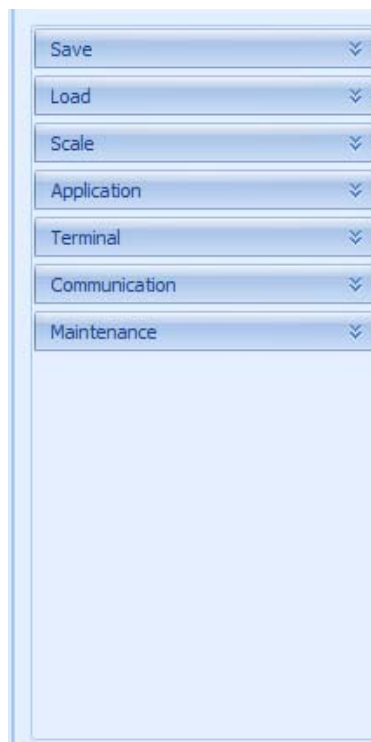 Save
Load
Scale
Application
Terminal
Communication
Maintenance